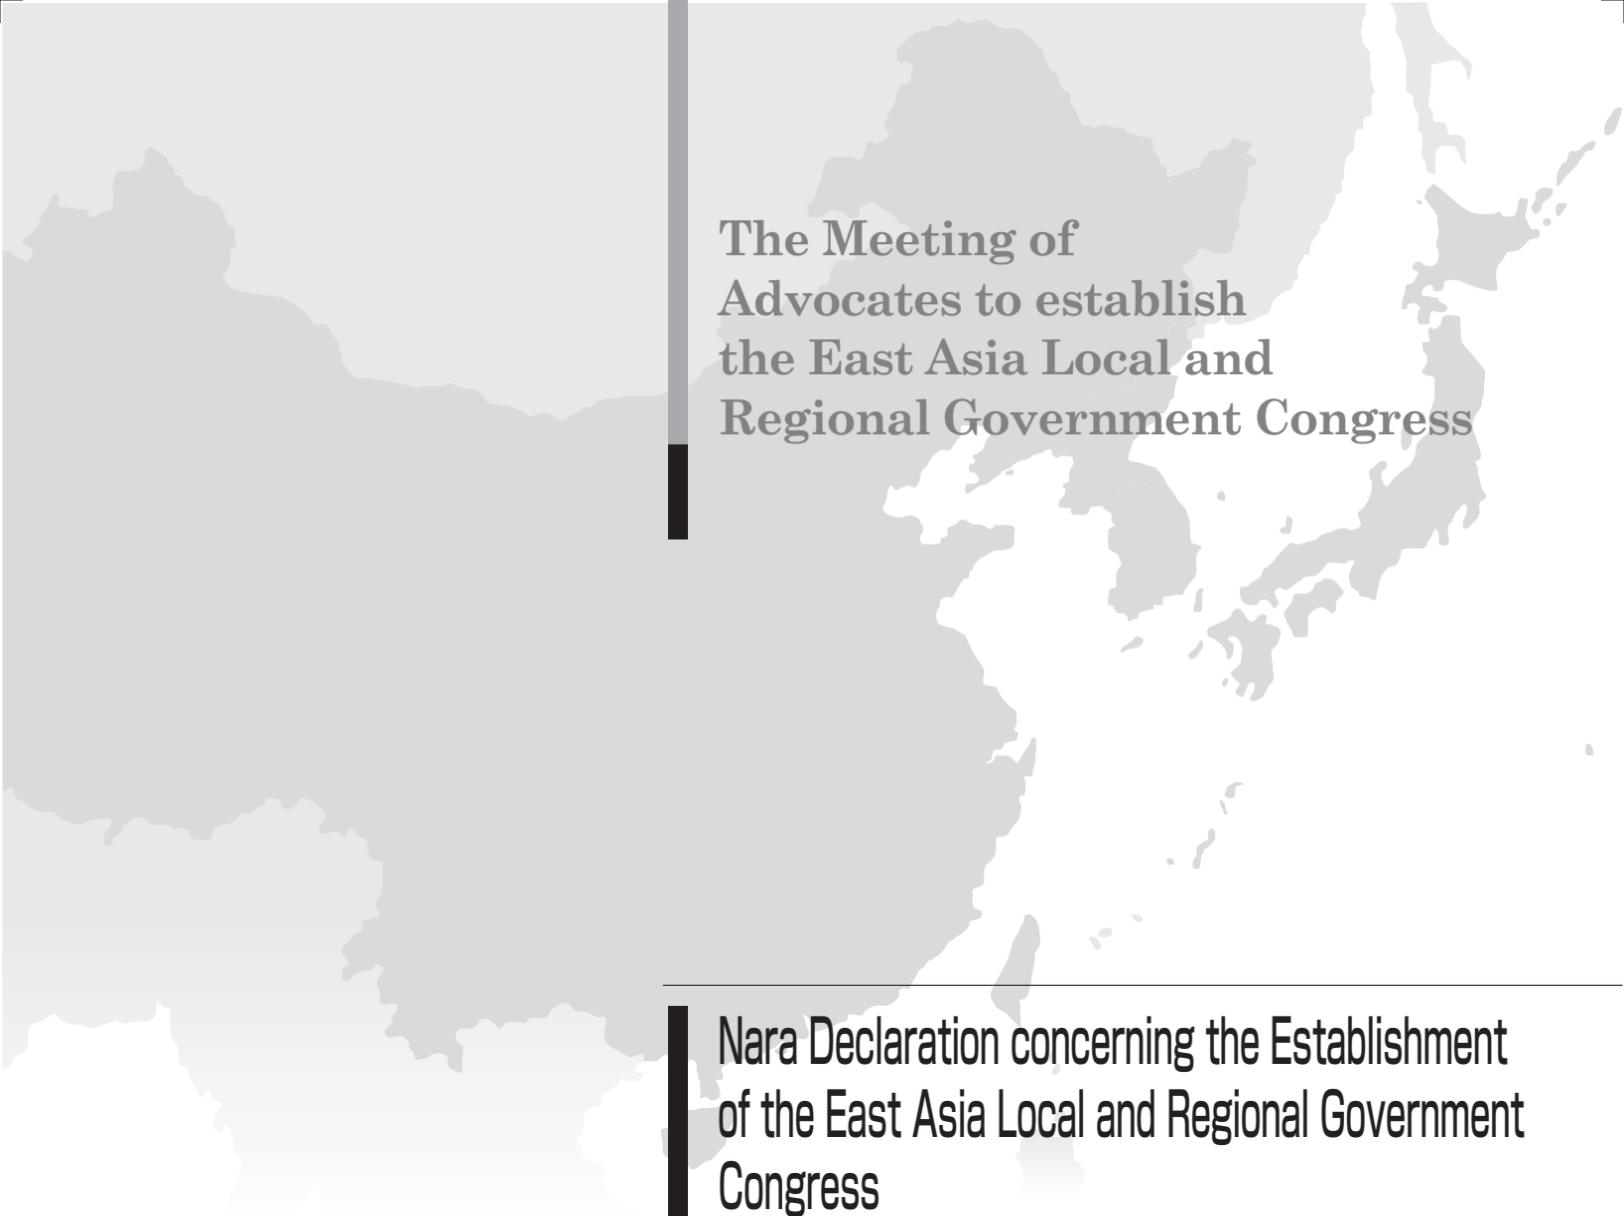 The Meeting of
Advocates to establish
the East Asia Local and
Regional Government Congress
Nara Declaration concerning the Establishment
of the East Asia Local and Regional Government
Congress